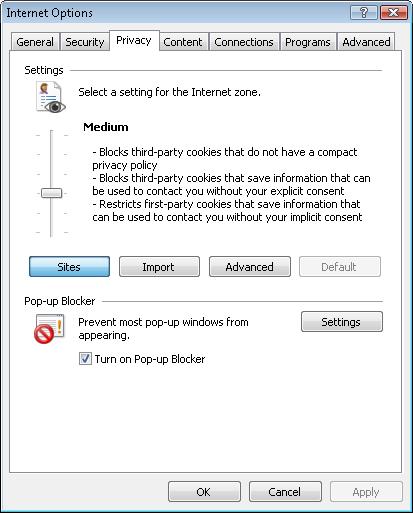 Internet Options
General Security Privacy Content Connections Programs Advanced
Settings
Select a setting for the Internet zone.
Medium
- Blocks third-party cookies that do not have a compact
privacy policy
- Blocks third-party cookies that save information that can
be used to contact you without your explicit consent
- Restricts first-party cookies that save information that
can be used to contact you without your implicit consent
Sites Import Advanced Default
Pop-up Blocker
Prevent most pop-up windows from
appearing.
Settings
Turn on Pop-up Blocker
OK Cancel Apply